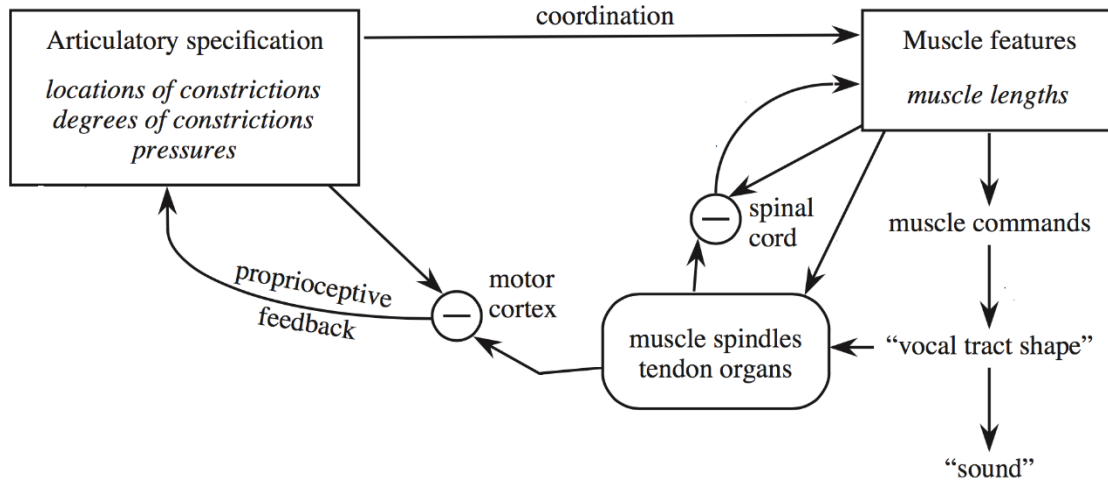 coordination
Articulatory specification
locations of constrictions
degrees of constrictions
pressures
Muscle features
muscle lengths
spinal
cord
muscle commands
proprioceptive
feedback
motor
cortex
muscle spindles
tendon organs
“vocal tract shape”
“sound”